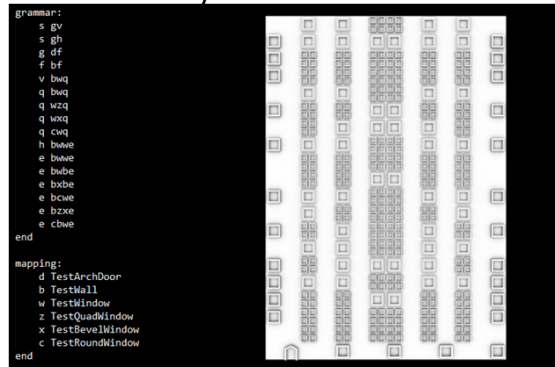 grammar:
s gv
s gh
g df
f bf
v bwq
q bwq
q wzq
q wxq
q cwq
h bwwe
e bwwe
e bwbe
e bxbe
e bcwe
e bzxe
e cbwe
end
mapping:
d TestArchDoor
b TestWall
w TestWindow
z TestQuadWindow
x TestBevelWindow
c TestRoundWindow
end